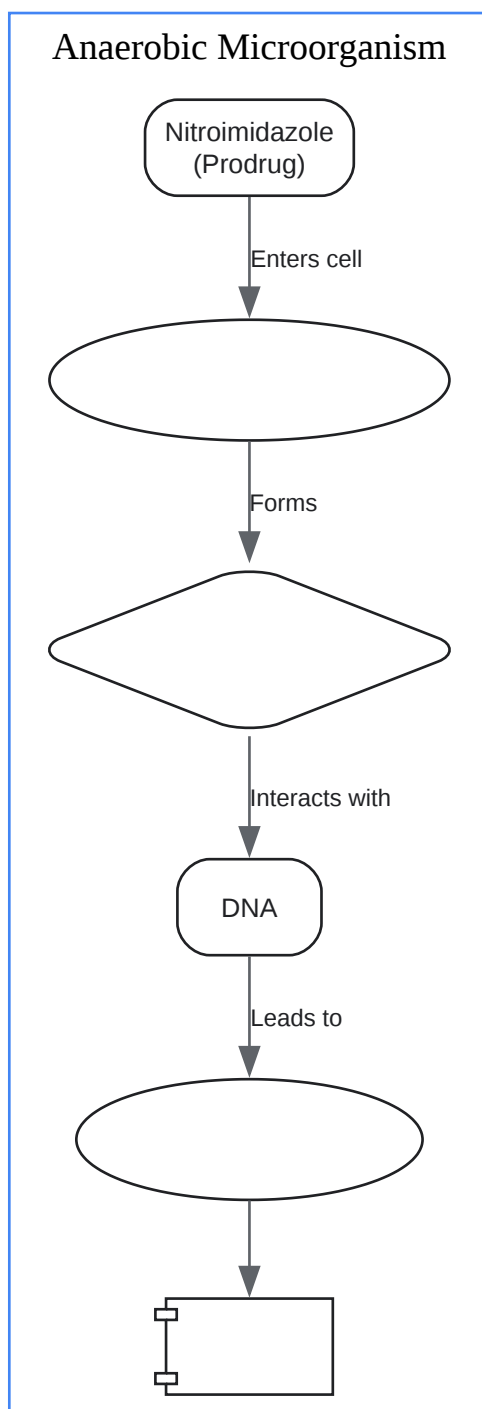 Anaerobic Microorganism
Nitroimidazole
(Prodrug)
Enters cell
Forms
Interacts with
DNA
Leads to